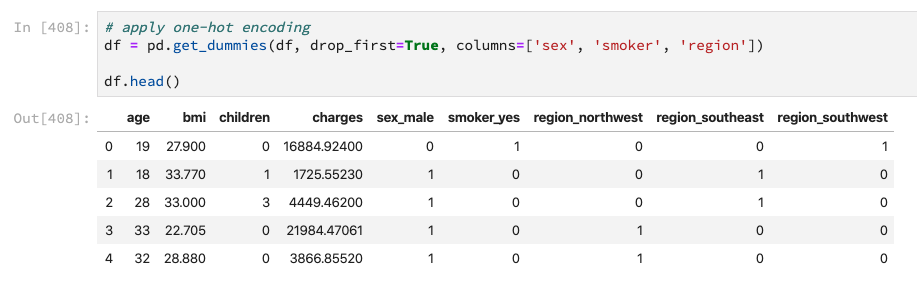 In [408]: # apply one-hot encoding
df = pd.get_dummies(df, drop_first=True, columns=['sex', 'smoker', 'region'])
df.head()
Out[408]:
age bmi children charges sex_male smoker_yes region_northwest region_southeast region_southwest
0 19 27.900 0 16884.92400 0 1 0 0 1
1 18 33.770 1 1725.55230 1 0 0 1 0
2 28 33.000 3 4449.46200 1 0 0 1 0
3 33 22.705 0 21984.47061 1 0 1 0 0
4 32 28.880 0 3866.85520 1 0 1 0 0